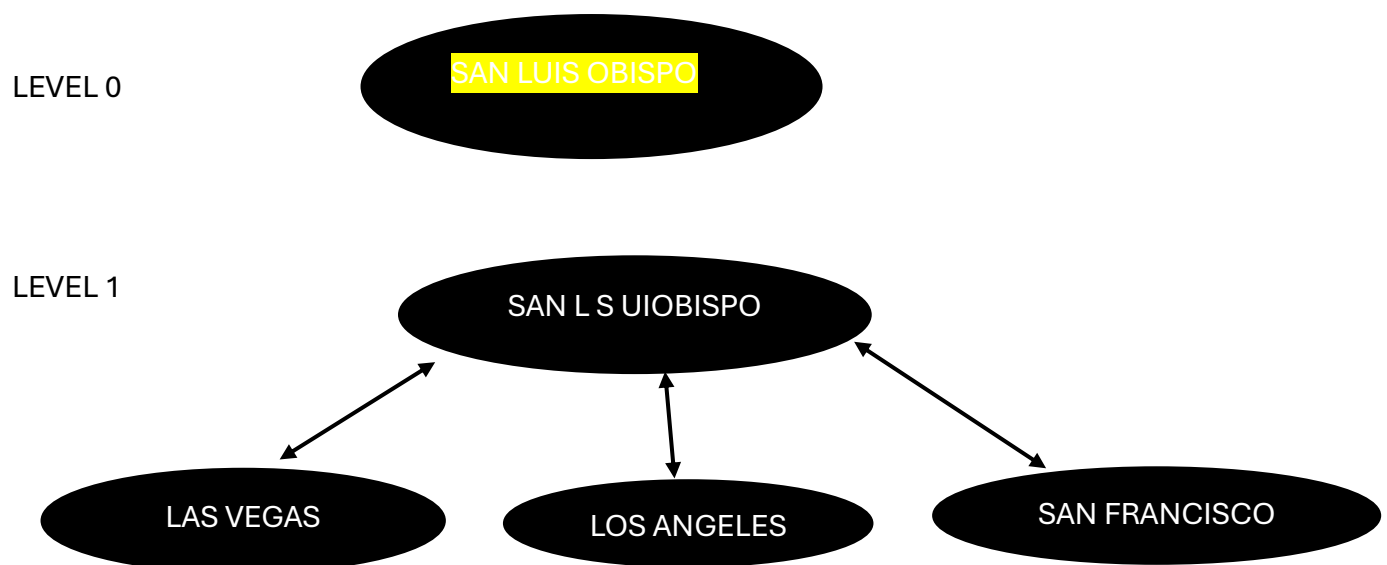 LEVEL 0
SAN LUIS OBISPO
LEVEL 1
SAN L S UIOBISPO
LAS VEGAS
LOS ANGELES
SAN FRANCISCO